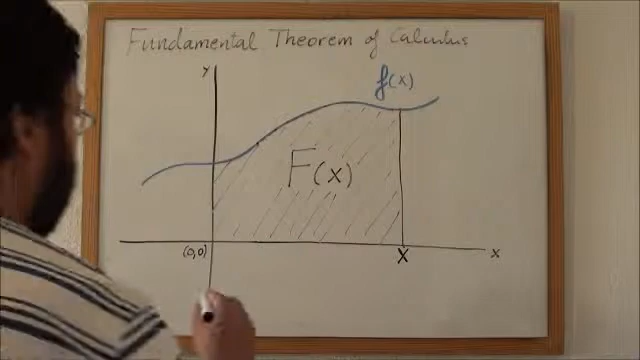 Fundamental Theorem of Calculus
y
f(x)
F(x)
(0,0)
X
x